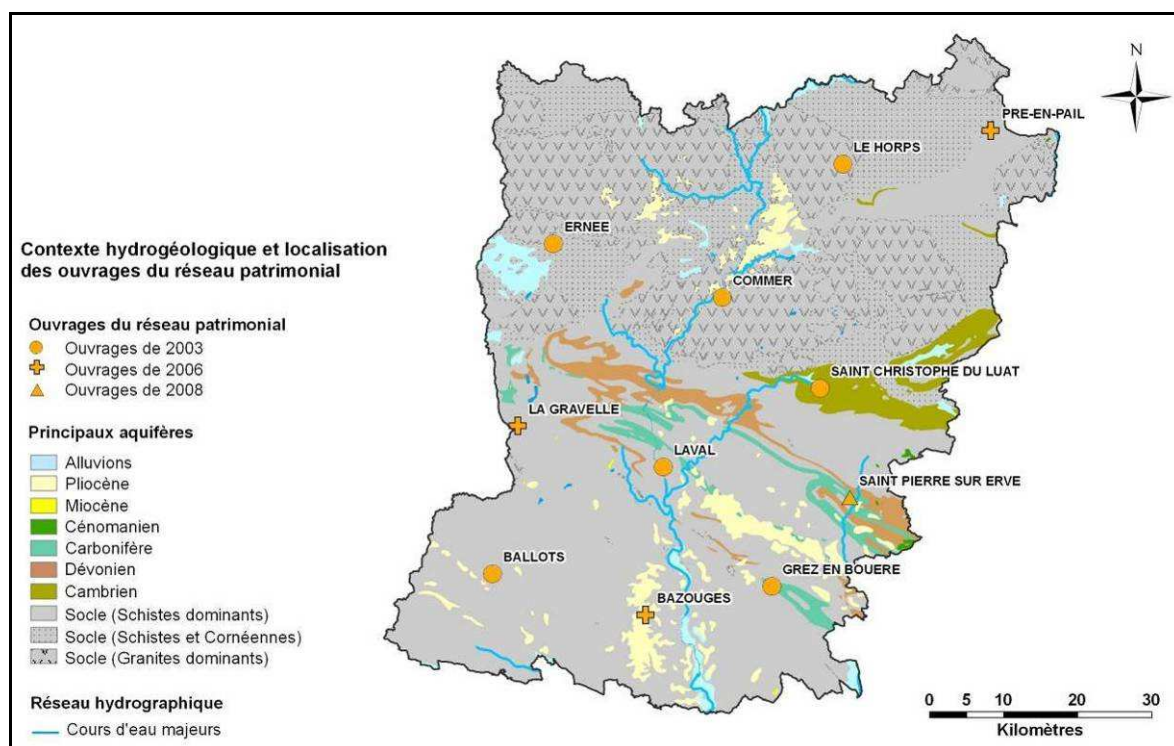 Contexte hydrogéologique et localisation
des ouvrages du réseau patrimonial
Ouvrages du réseau patrimonial
Ouvrages de 2003
Ouvrages de 2006
Ouvrages de 2008
Principaux aquifères
Alluvions
Pliocène
Miocène
Cénomanien
Carbonifère
Dévonien
Cambrien
Socle (Schistes dominants)
Socle (Schistes et Cornéennes)
Socle (Granites dominants)
Réseau hydrographique
Cours d'eau majeurs
N
PRE-EN-PAIL
LE HORPS
ERNEE
COMMER
SAINT CHRISTOPHE DU LUAT
LA GRAVELLE
LAVAL
SAINT PIERRE SUR ERVE
BALLOTS
GREZ EN BOUERE
BAZOUGES
0 5 10 20 30
Kilomètres